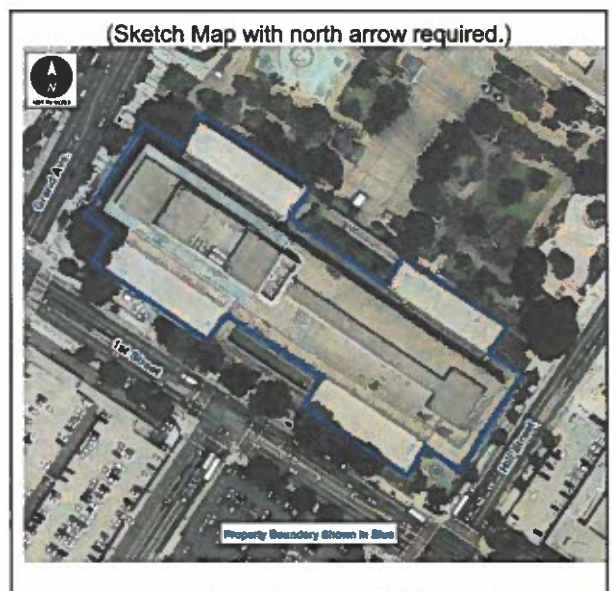 (Sketch Map with north arrow required.)
N
Grand Ave.
1st Street
Hill Street
Property Boundary Shown in Blue